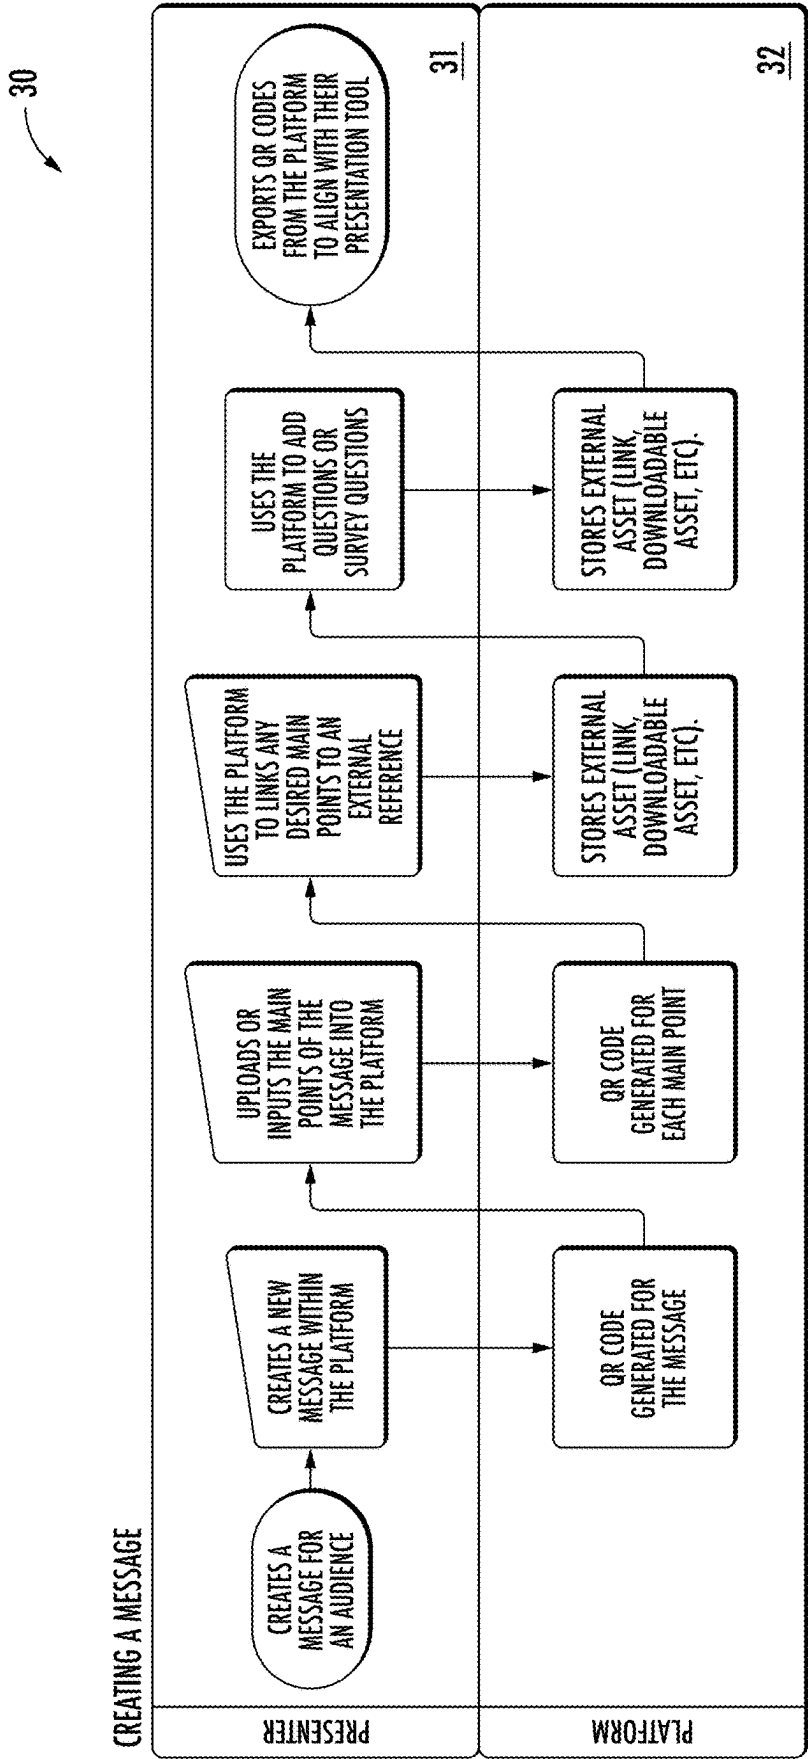 30
CREATING A MESSAGE
PRESENTER
31
CREATES A
MESSAGE FOR
AN AUDIENCE
CREATES A NEW
MESSAGE WITHIN
THE PLATFORM
UPLOADS OR
INPUTS THE MAIN
POINTS OF THE
MESSAGE INTO
THE PLATFORM
USES THE PLATFORM
TO LINKS ANY
DESIRED MAIN
POINTS TO AN
EXTERNAL
REFERENCE
USES THE
PLATFORM TO ADD
QUESTIONS OR
SURVEY QUESTIONS
EXPORTS QR CODES
FROM THE PLATFORM
TO ALIGN WITH THEIR
PRESENTATION TOOL
PLATFORM
32
QR CODE
GENERATED FOR
THE MESSAGE
QR CODE
GENERATED FOR
EACH MAIN POINT
STORES EXTERNAL
ASSET (LINK,
DOWNLOADABLE
ASSET, ETC).
STORES EXTERNAL
ASSET (LINK,
DOWNLOADABLE
ASSET, ETC).